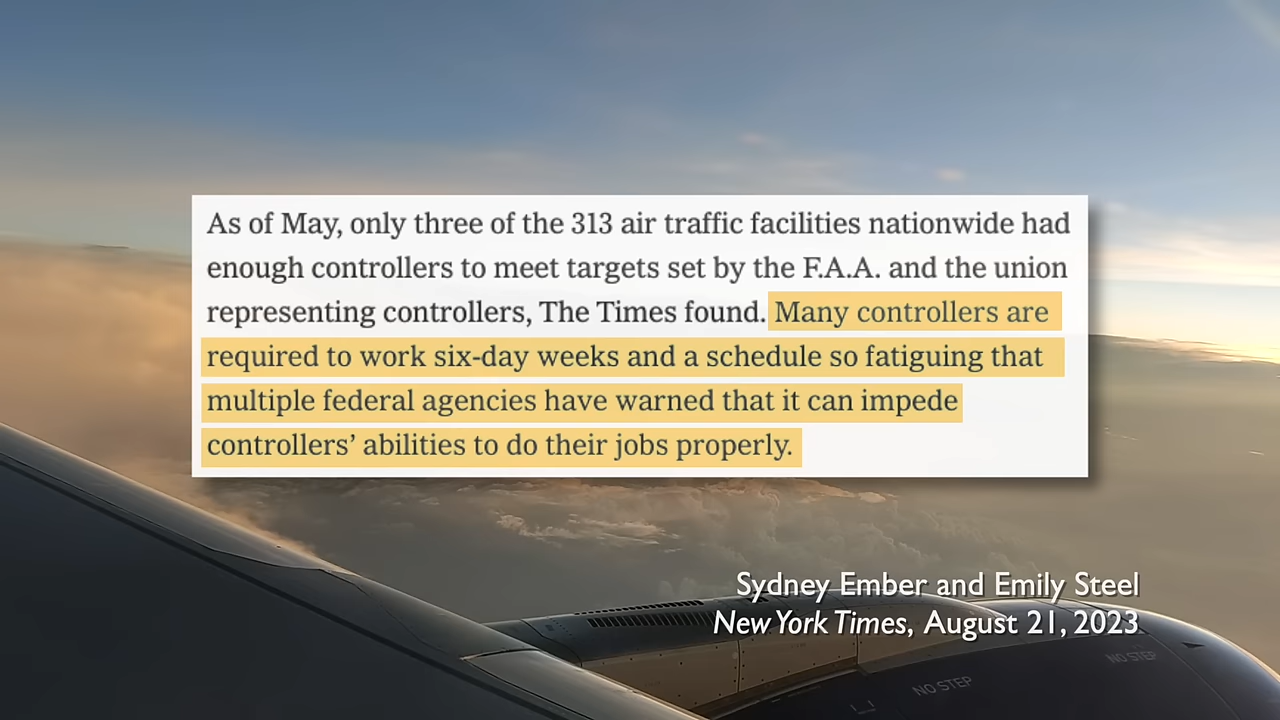 As of May, only three of the 313 air traffic facilities nationwide had
enough controllers to meet targets set by the F.A.A. and the union
representing controllers, The Times found. Many controllers are
required to work six-day weeks and a schedule so fatiguing that
multiple federal agencies have warned that it can impede
controllers’ abilities to do their jobs properly.
Sydney Ember and Emily Steel
New York Times, August 21, 2023
NO STEP
NO STEP